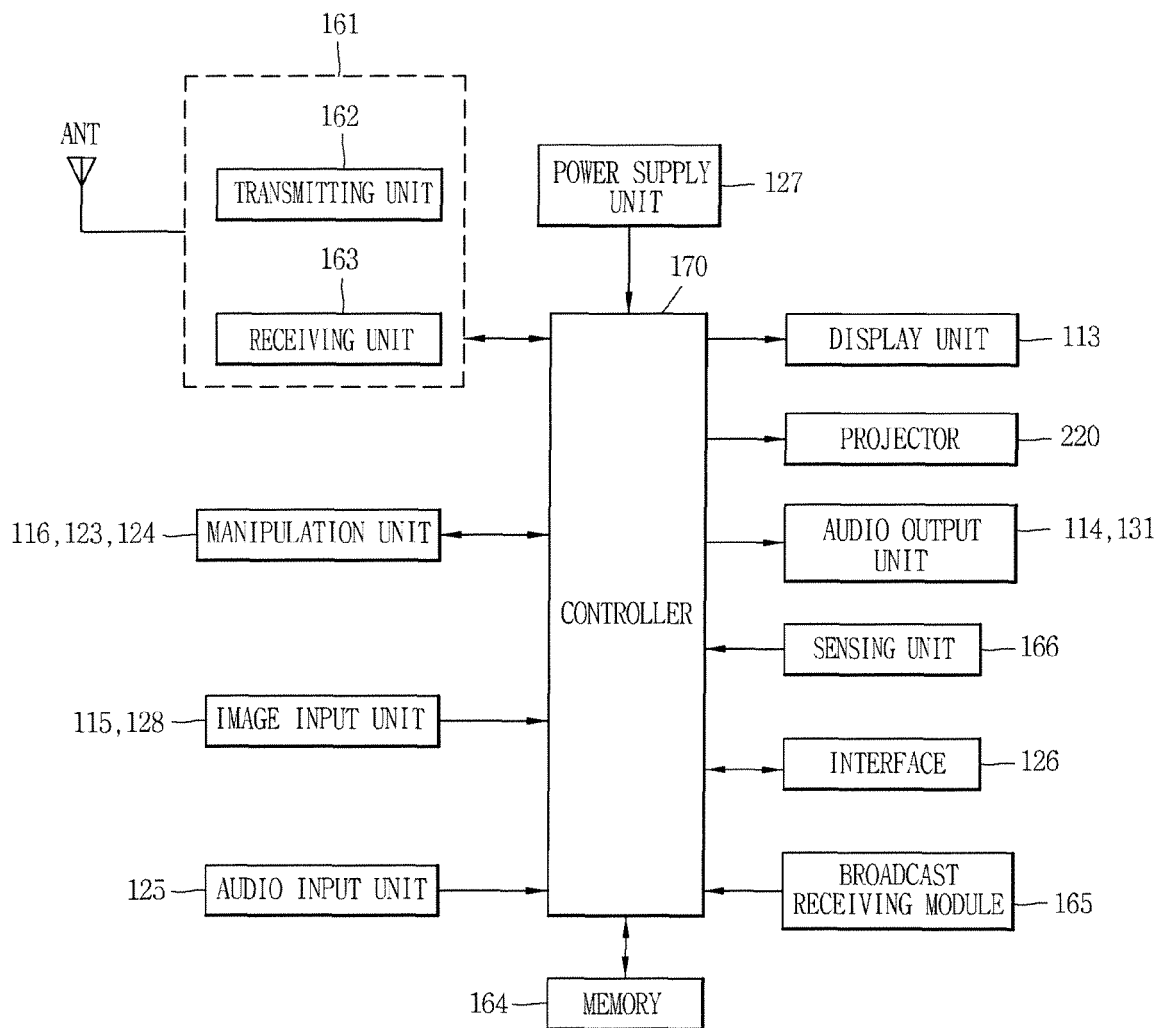 161
ANT
162
TRANSMITTING UNIT
163
RECEIVING UNIT
POWER SUPPLY
UNIT
127
170
CONTROLLER
DISPLAY UNIT
113
PROJECTOR
220
116,123,124
MANIPULATION UNIT
AUDIO OUTPUT
UNIT
114,131
SENSING UNIT
166
115,128
IMAGE INPUT UNIT
INTERFACE
126
125
AUDIO INPUT UNIT
BROADCAST
RECEIVING MODULE
165
164
MEMORY